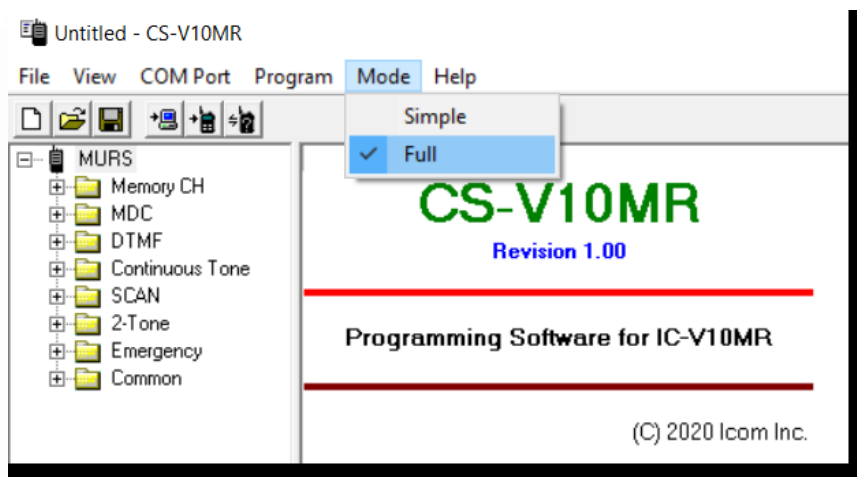 Untitled - CS-V10MR
File View COM Port Program Mode Help
Simple
Full
MURS
Memory CH
MDC
DTMF
Continuous Tone
SCAN
2-Tone
Emergency
Common
CS-V10MR
Revision 1.00
Programming Software for IC-V10MR
(C) 2020 Icom Inc.